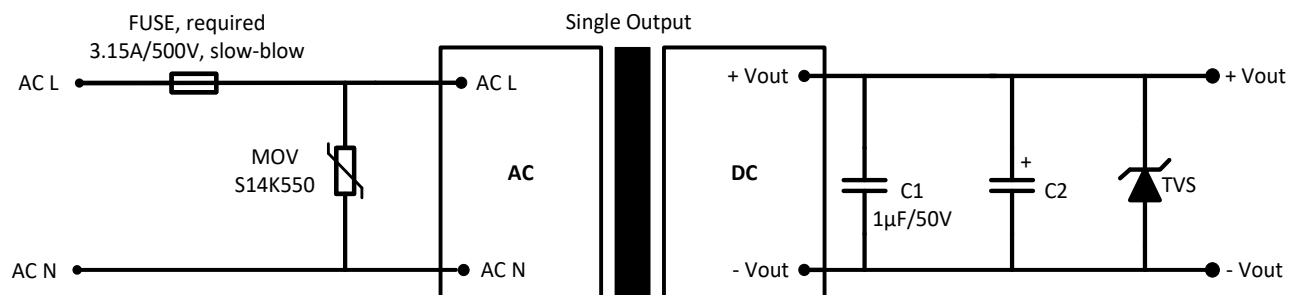 FUSE, required
3.15A/500V, slow-blow
Single Output
AC L
AC L
+ Vout
+ Vout
MOV
S14K550
AC
DC
+
C1
1µF/50V
C2
TVS
AC N
AC N
- Vout
- Vout